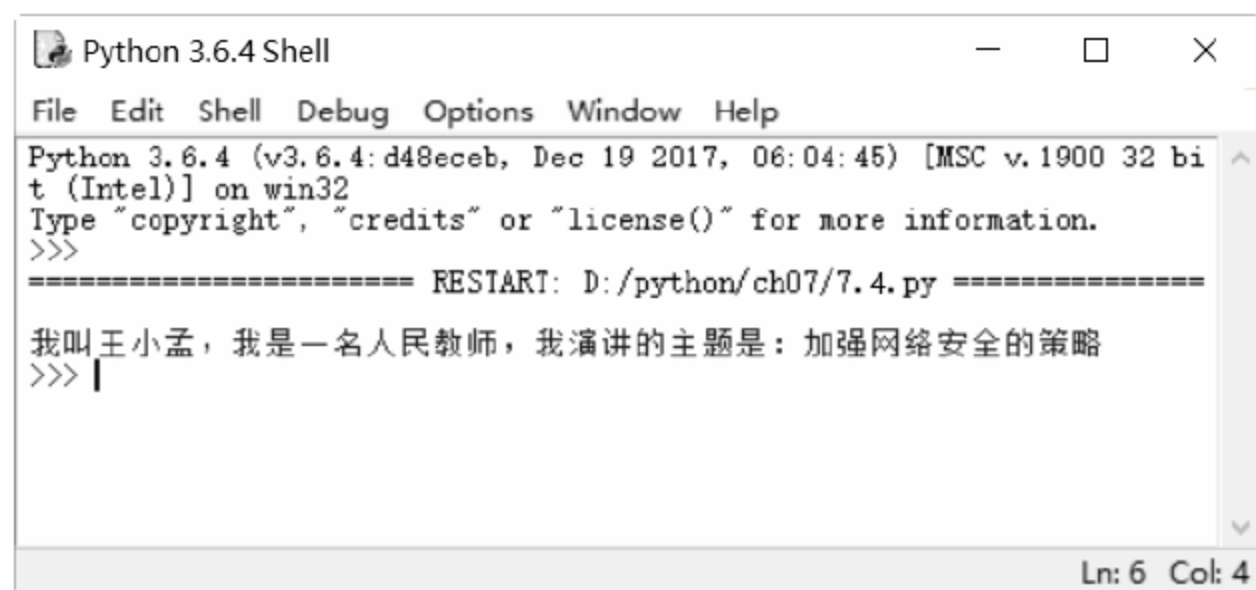 Python 3.6.4 Shell
File Edit Shell Debug Options Window Help
Python 3.6.4 (v3.6.4:d48eceb, Dec 19 2017, 06:04:45) [MSC v.1900 32 bi
t (Intel)] on win32
Type "copyright", "credits" or "license()" for more information.
>>>
======================= RESTART: D:/python/ch07/7.4.py ===============
我叫王小孟，我是一名人民教师，我演讲的主题是：加强网络安全的策略
>>>
Ln: 6 Col: 4